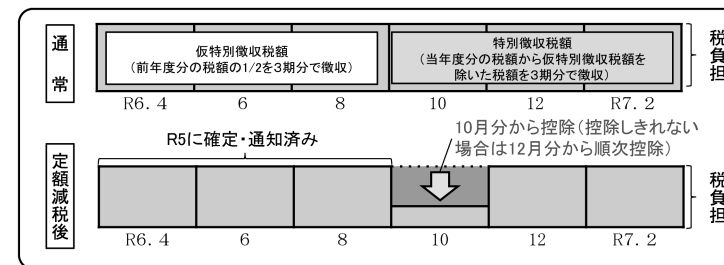 通常
仮特別徴収税額
(前年度分の税額の1/2を3期分で徴収)
特別徴収税額
(当年度分の税額から仮特別徴収税額を
除いた税額を3期分で徴収)
税負担
R6. 4 6 8 10 12 R7. 2
R5に確定・通知済み
10月分から控除(控除しきれない
場合は12月分から順次控除)
定額減税後
税負担
R6. 4 6 8 10 12 R7. 2